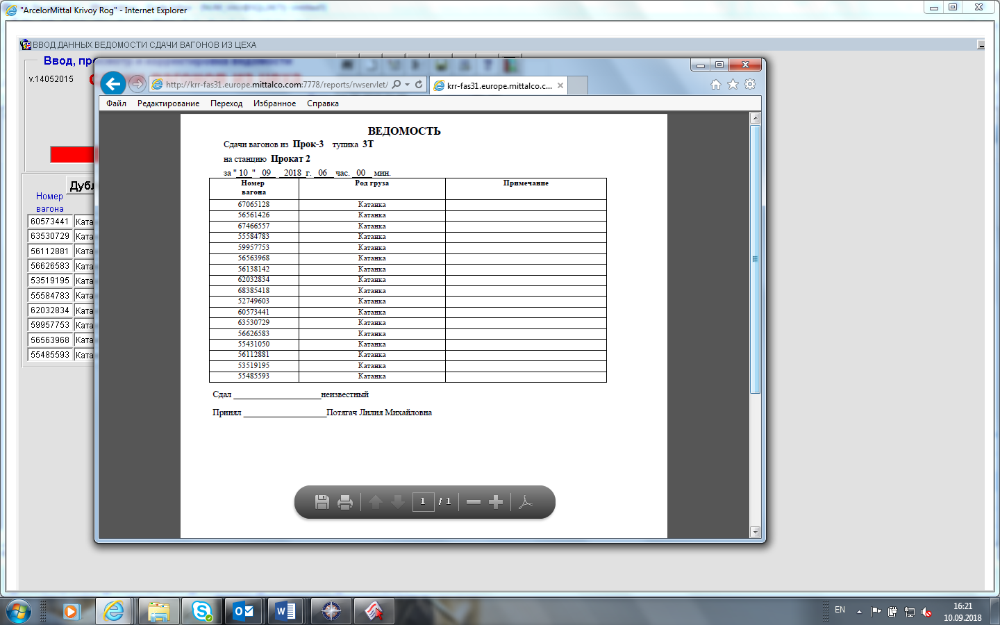 "ArcelorMittal Krivoy Rog" - Internet Explorer
ВВОД ДАННЫХ ВЕДОМОСТИ СДАЧИ ВАГОНОВ ИЗ ЦЕХА
Ввод,
v.14052015
http://krr-fas31.europe.mittalco.com:7778/reports/rwservlet/
krr-fas31.europe.mittalco.c...
Файл Редактирование Переход Избранное Справка
ВЕДОМОСТЬ
Сдачи вагонов из Прок-3 тупика 3Т
на станцию Прокат 2
за " 10 " 09 2018 г. 06 час. 00 мин.
Номер вагона Род груза Примечание
67065128 Катанка
56561426 Катанка
67466557 Катанка
55584783 Катанка
59957753 Катанка
56563968 Катанка
56138142 Катанка
62032834 Катанка
68385418 Катанка
52749603 Катанка
60573441 Катанка
63530729 Катанка
56626583 Катанка
55431050 Катанка
56112881 Катанка
53519195 Катанка
55485593 Катанка
Сдал ____________________неизвестный
Принял ___________________Потягач Лилия Михайловна
1 / 1
Дубл
Номер
вагона
60573441 Ката
63530729 Ката
56112881 Ката
56626583 Ката
53519195 Ката
55584783 Ката
62032834 Ката
59957753 Ката
56563968 Ката
55485593 Ката
EN
16:21
10.09.2018